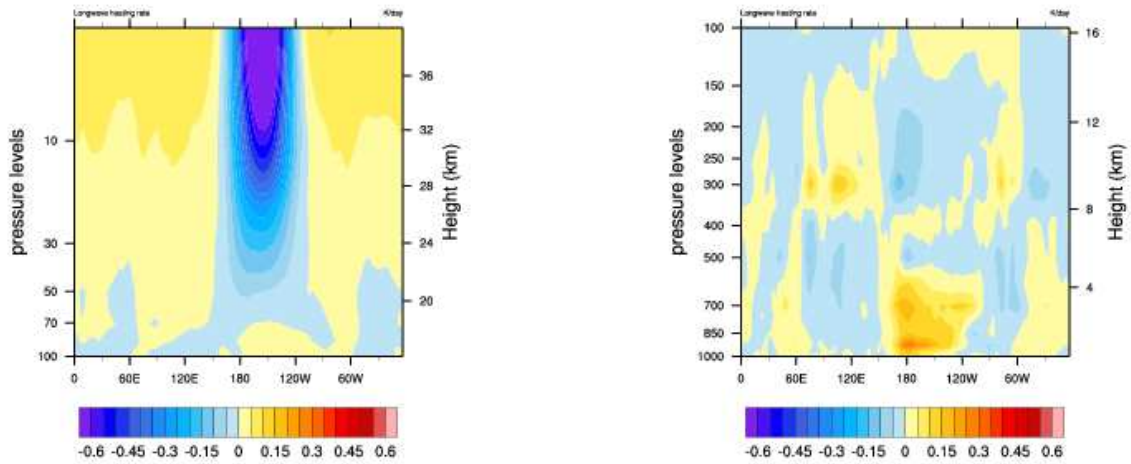 Longwave heating rate K/day
pressure levels
10
30
50
70
100
36
32
28
24
20
Height (km)
0 60E 120E 180 120W 60W
-0.6 -0.45 -0.3 -0.15 0 0.15 0.3 0.45 0.6
Longwave heating rate K/day
pressure levels
100
150
200
250
300
400
500
700
850
1000
16
12
8
4
Height (km)
0 60E 120E 180 120W 60W
-0.6 -0.45 -0.3 -0.15 0 0.15 0.3 0.45 0.6